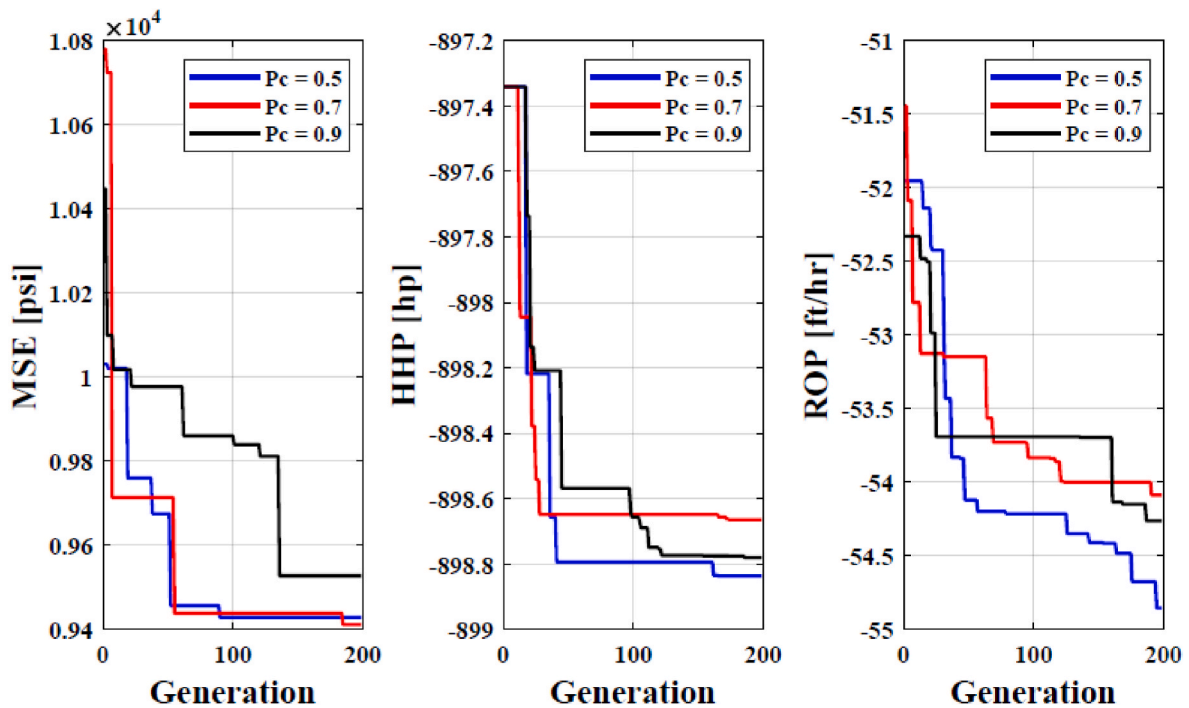 ×10⁴
MSE [psi]
1.08
1.06
1.04
1.02
1
0.98
0.96
0.94
0
100
200
Generation
Pc = 0.5
Pc = 0.7
Pc = 0.9
HHP [hp]
-897.2
-897.4
-897.6
-897.8
-898
-898.2
-898.4
-898.6
-898.8
-899
0
100
200
Generation
Pc = 0.5
Pc = 0.7
Pc = 0.9
ROP [ft/hr]
-51
-51.5
-52
-52.5
-53
-53.5
-54
-54.5
-55
0
100
200
Generation
Pc = 0.5
Pc = 0.7
Pc = 0.9